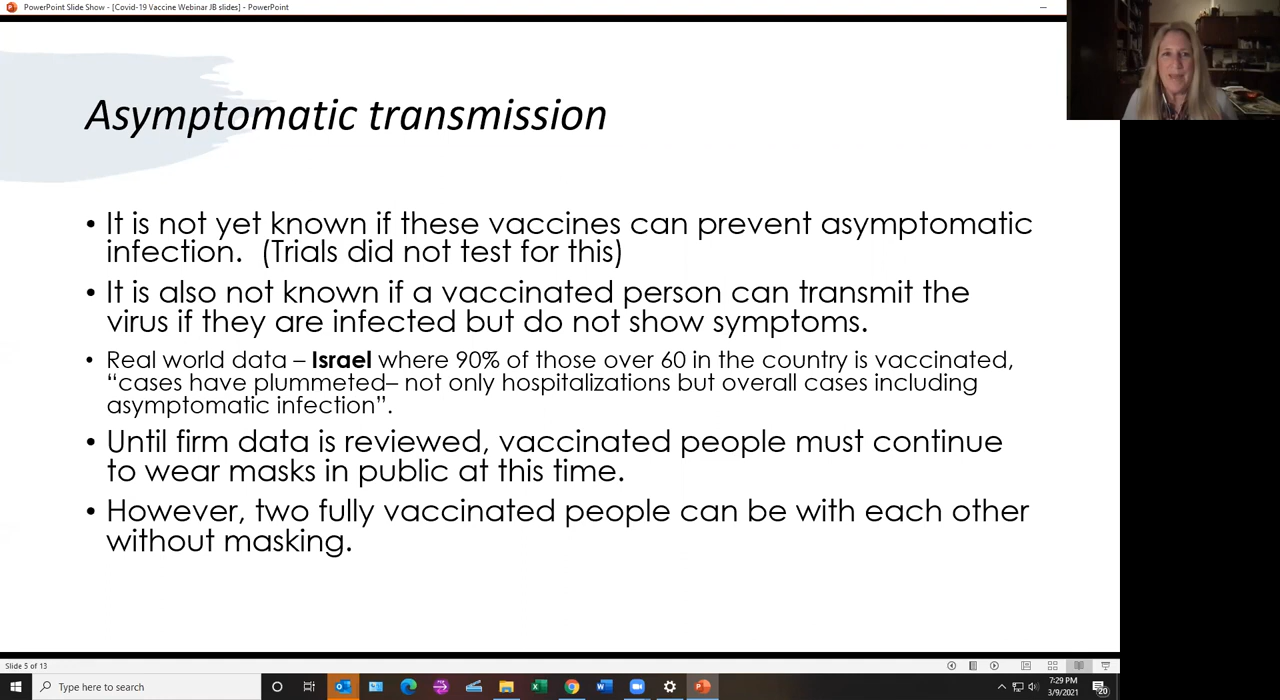 PowerPoint Slide Show - [Covid-19 Vaccine Webinar JB slides] - PowerPoint
Asymptomatic transmission
• It is not yet known if these vaccines can prevent asymptomatic
infection.  (Trials did not test for this)
• It is also not known if a vaccinated person can transmit the
virus if they are infected but do not show symptoms.
• Real world data – Israel where 90% of those over 60 in the country is vaccinated,
“cases have plummeted– not only hospitalizations but overall cases including
asymptomatic infection”.
• Until firm data is reviewed, vaccinated people must continue
to wear masks in public at this time.
• However, two fully vaccinated people can be with each other
without masking.
Slide 5 of 13
Type here to search
7:29 PM
3/9/2021
20